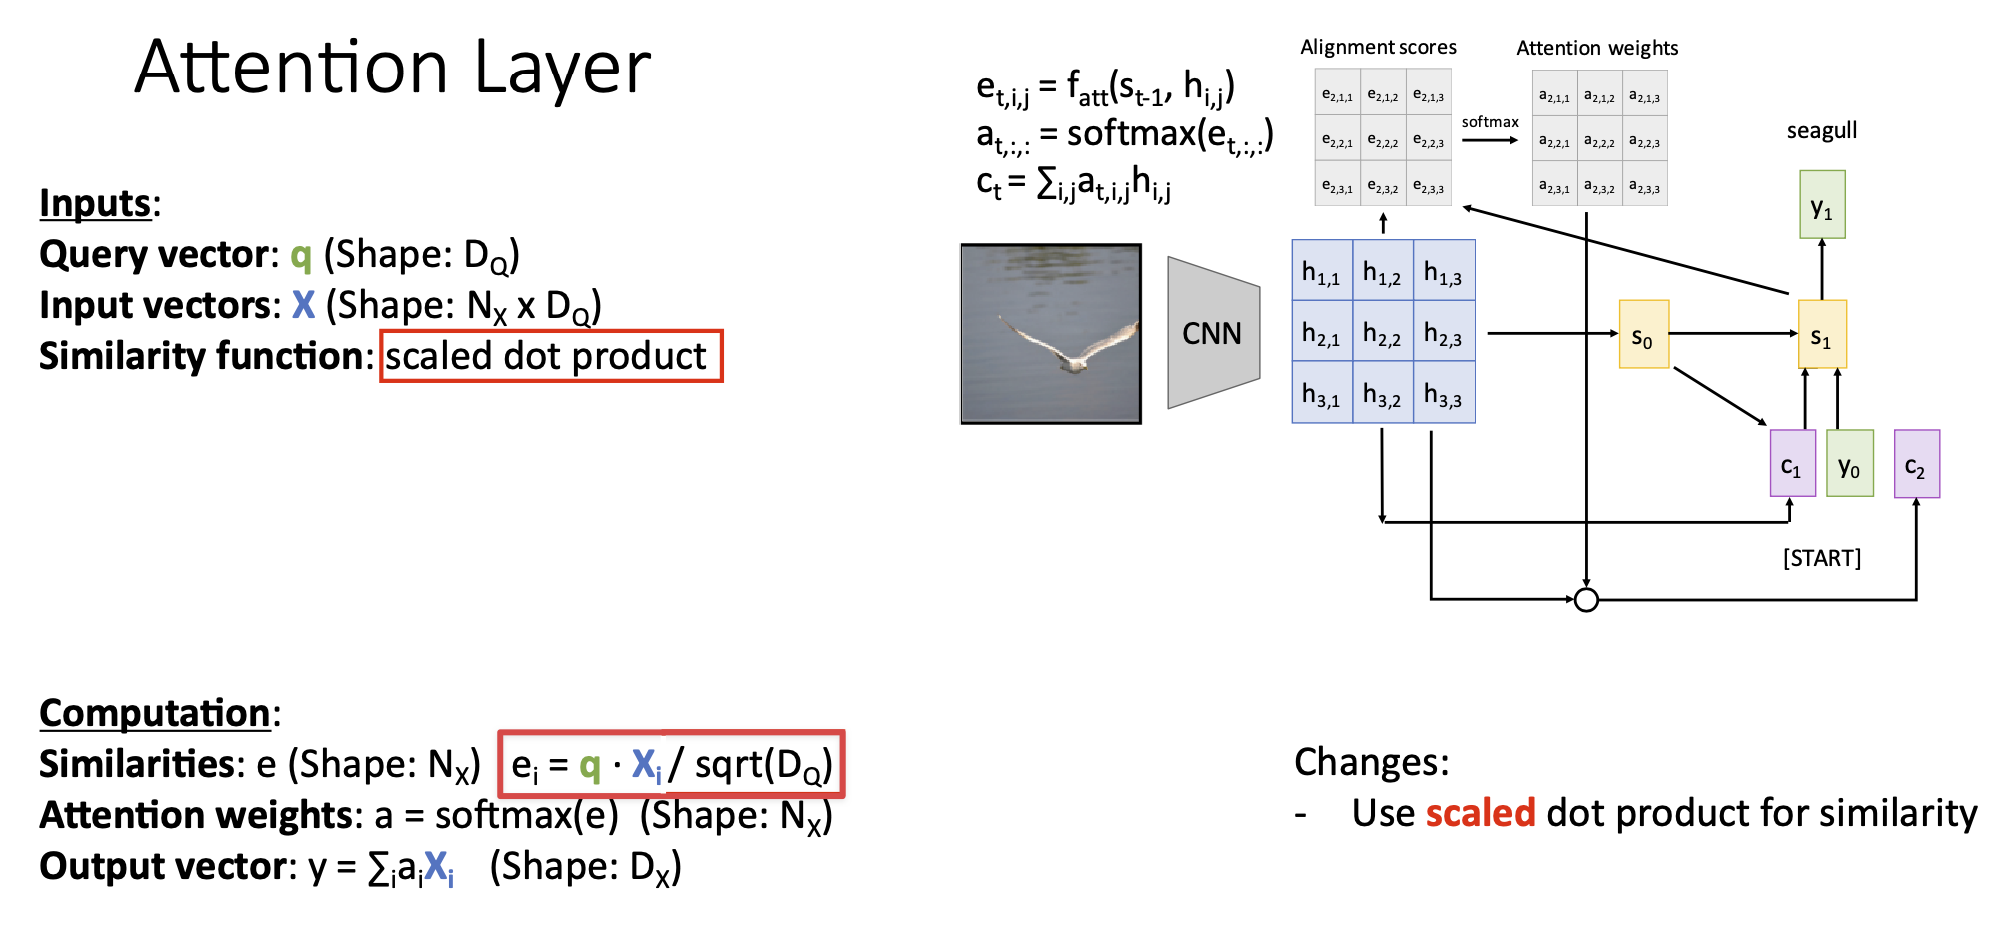 Attention Layer
Inputs:
Query vector: q (Shape: D_Q)
Input vectors: X (Shape: N_X x D_Q)
Similarity function: scaled dot product
Computation:
Similarities: e (Shape: N_X) e_i = q · X_i / sqrt(D_Q)
Attention weights: a = softmax(e) (Shape: N_X)
Output vector: y = ∑_i a_i X_i (Shape: D_X)
e_{t,i,j} = f_att(s_{t-1}, h_{i,j})
a_{t,:,:} = softmax(e_{t,:,:})
c_t = ∑_{i,j} a_{t,i,j} h_{i,j}
Alignment scores
e_{2,1,1} e_{2,1,2} e_{2,1,3}
e_{2,2,1} e_{2,2,2} e_{2,2,3}
e_{2,3,1} e_{2,3,2} e_{2,3,3}
softmax
Attention weights
a_{2,1,1} a_{2,1,2} a_{2,1,3}
a_{2,2,1} a_{2,2,2} a_{2,2,3}
a_{2,3,1} a_{2,3,2} a_{2,3,3}
seagull
y_1
CNN
h_{1,1} h_{1,2} h_{1,3}
h_{2,1} h_{2,2} h_{2,3}
h_{3,1} h_{3,2} h_{3,3}
s_0
s_1
c_1
y_0
c_2
[START]
Changes:
- Use scaled dot product for similarity